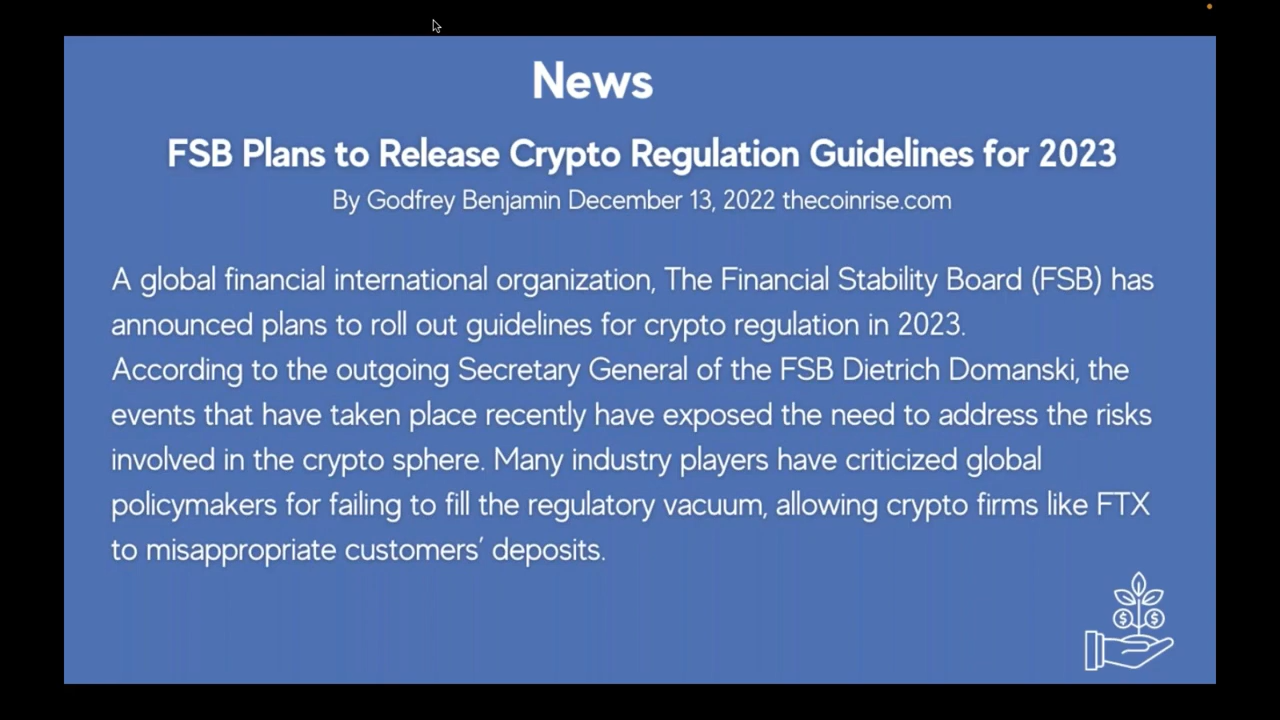 News
FSB Plans to Release Crypto Regulation Guidelines for 2023
By Godfrey Benjamin December 13, 2022 thecoinrise.com
A global financial international organization, The Financial Stability Board (FSB) has
announced plans to roll out guidelines for crypto regulation in 2023.
According to the outgoing Secretary General of the FSB Dietrich Domanski, the
events that have taken place recently have exposed the need to address the risks
involved in the crypto sphere. Many industry players have criticized global
policymakers for failing to fill the regulatory vacuum, allowing crypto firms like FTX
to misappropriate customers’ deposits.
$ $